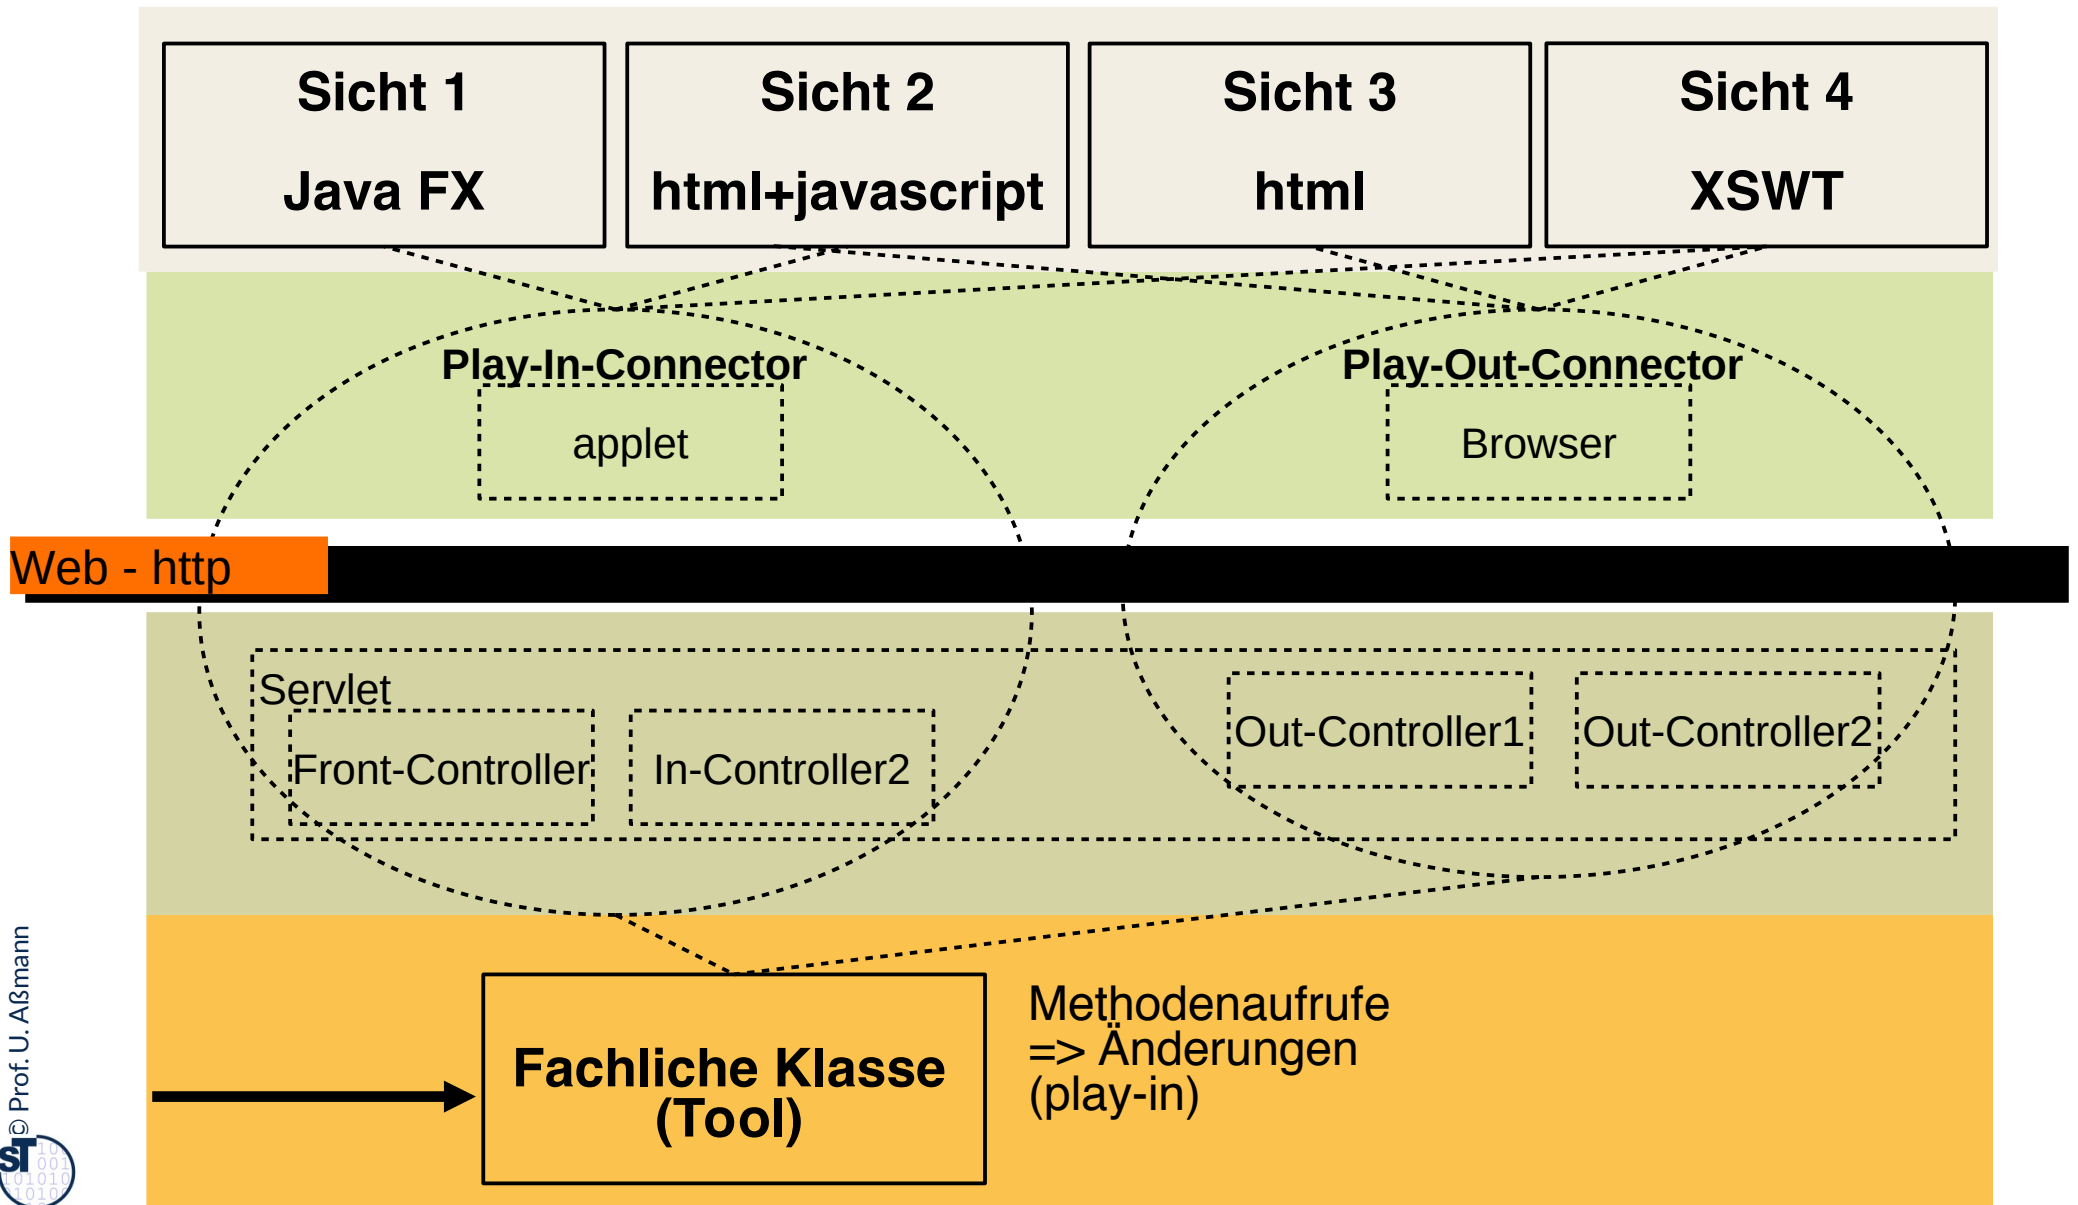 Sicht 1
Java FX
Sicht 2
html+javascript
Sicht 3
html
Sicht 4
XSWT
Play-In-Connector
applet
Play-Out-Connector
Browser
Web - http
Servlet
Front-Controller
In-Controller2
Out-Controller1
Out-Controller2
Fachliche Klasse
(Tool)
Methodenaufrufe
=> Änderungen
(play-in)
© Prof. U. Aßmann
ST